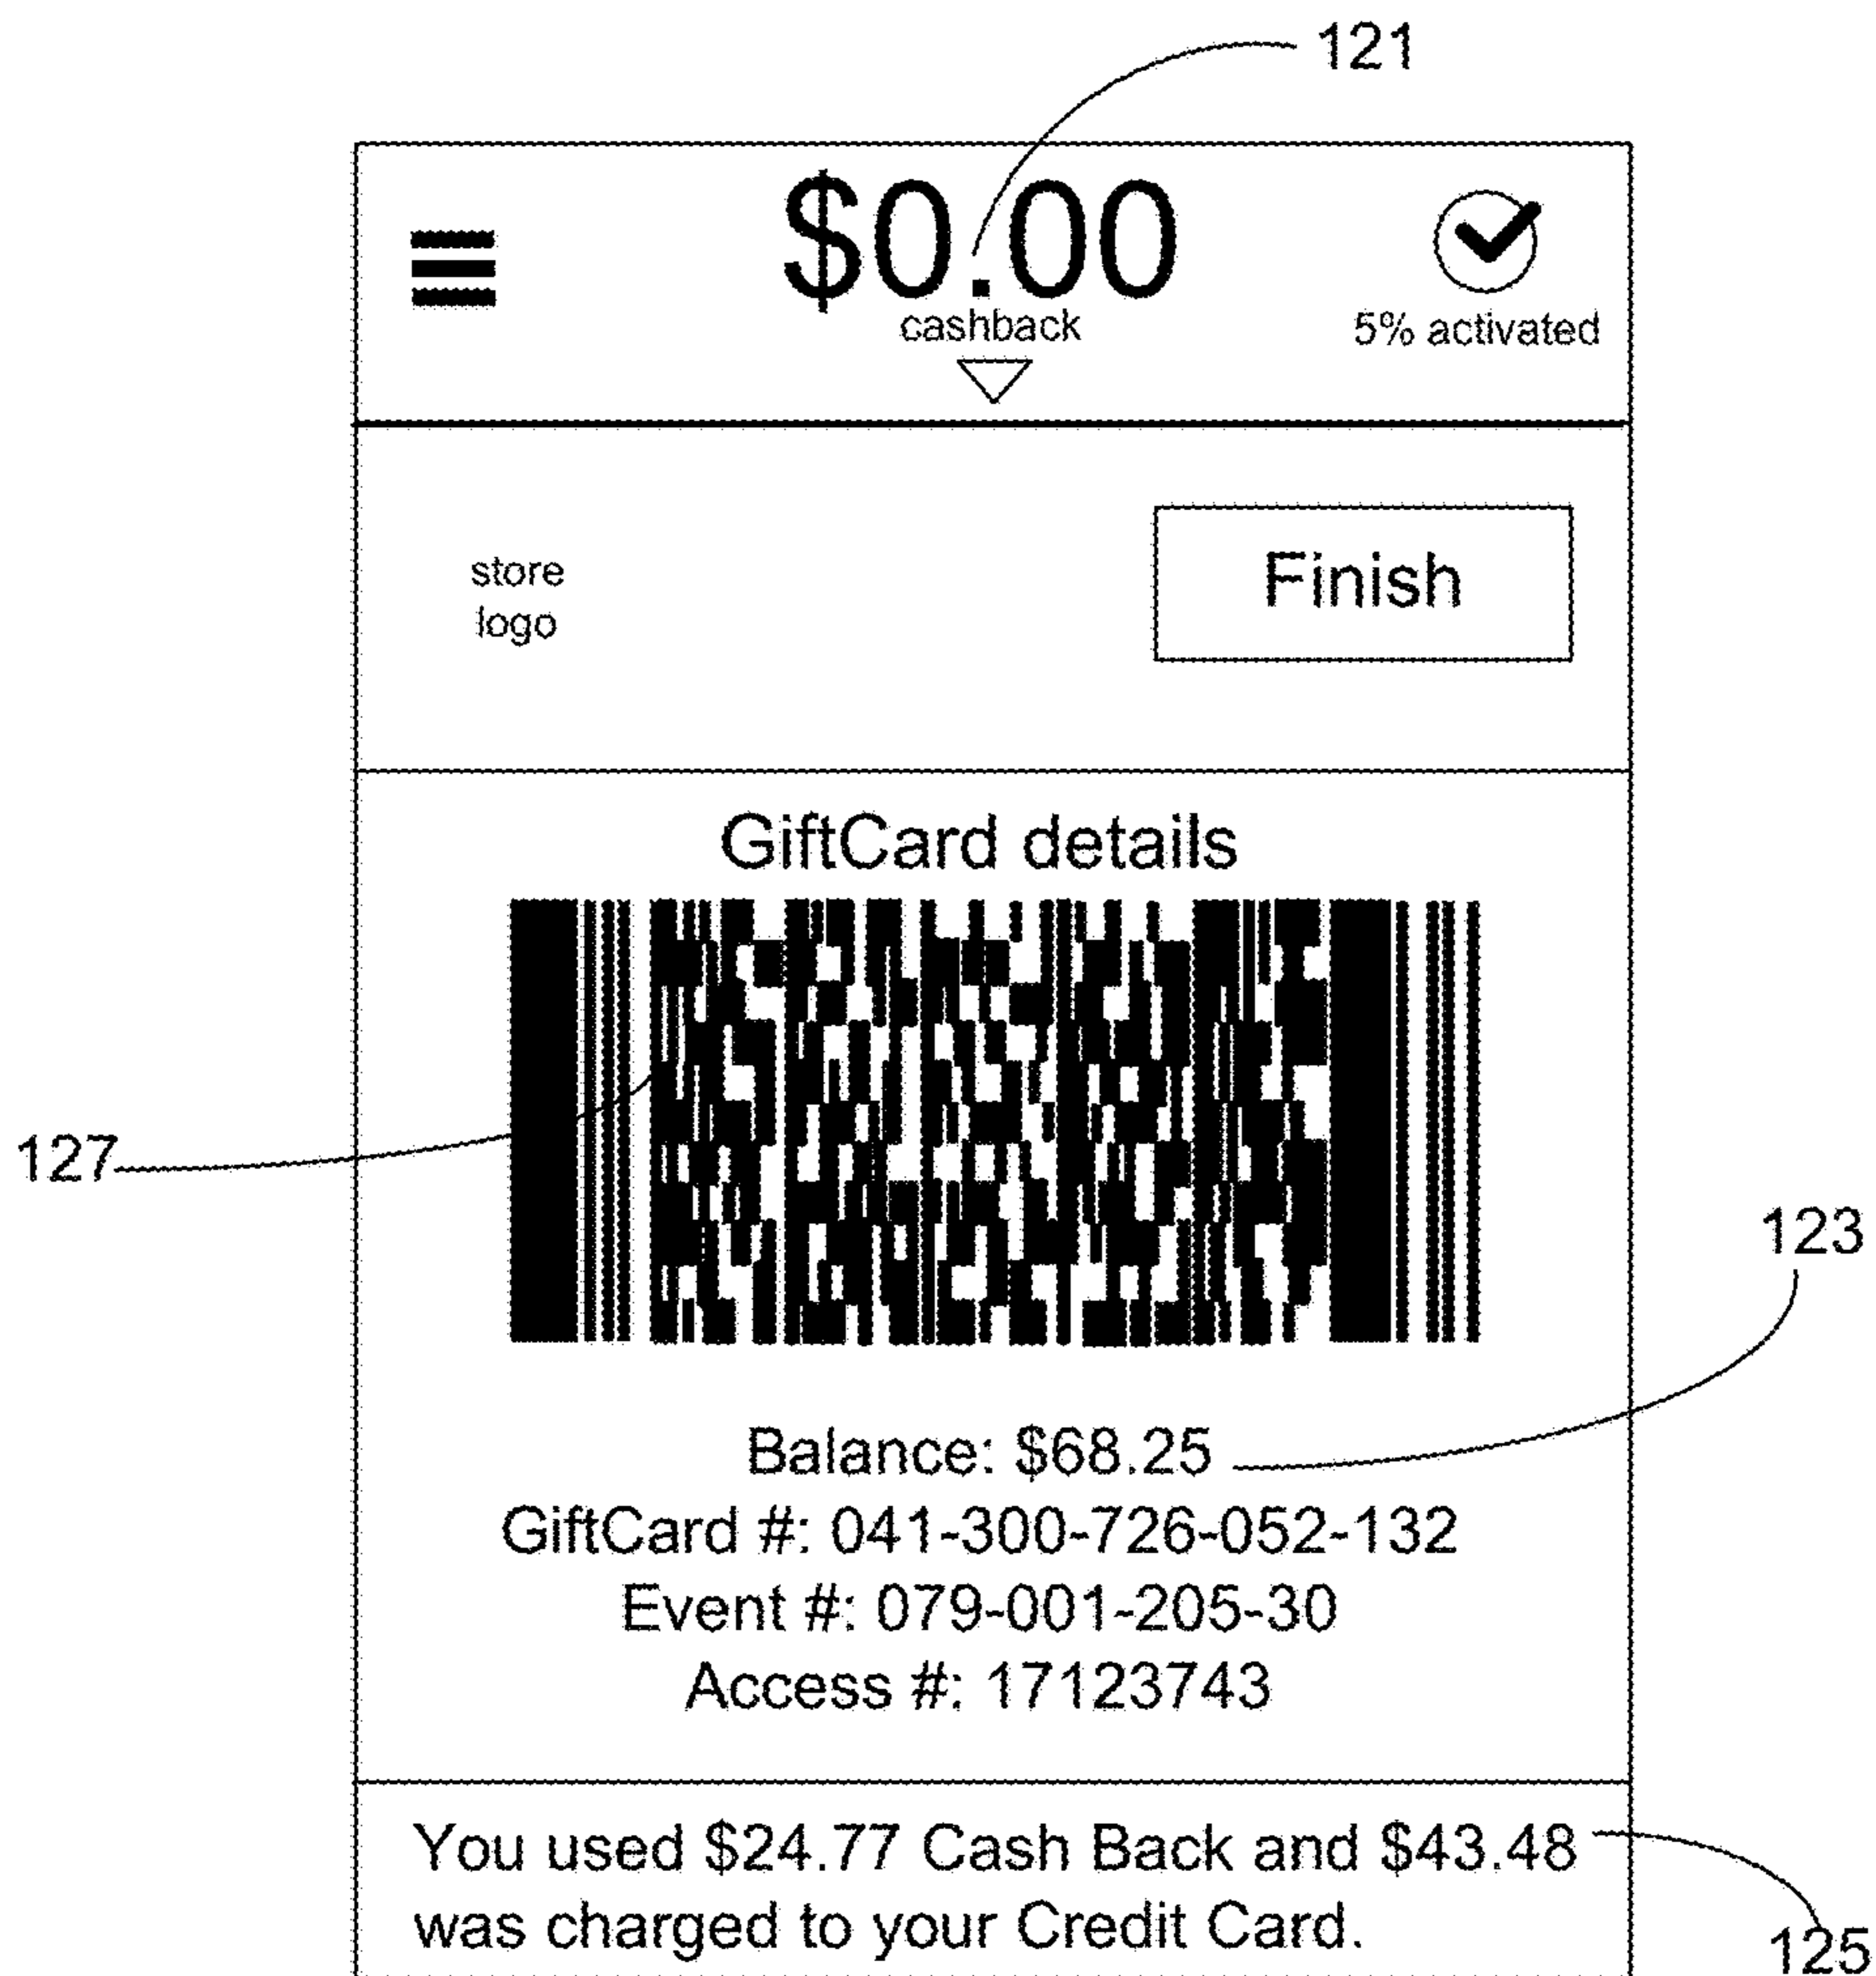 121
$0.00
cashback
5% activated
store
logo
Finish
GiftCard details
127
123
Balance: $68.25
GiftCard #: 041-300-726-052-132
Event #: 079-001-205-30
Access #: 17123743
You used $24.77 Cash Back and $43.48
was charged to your Credit Card.
125